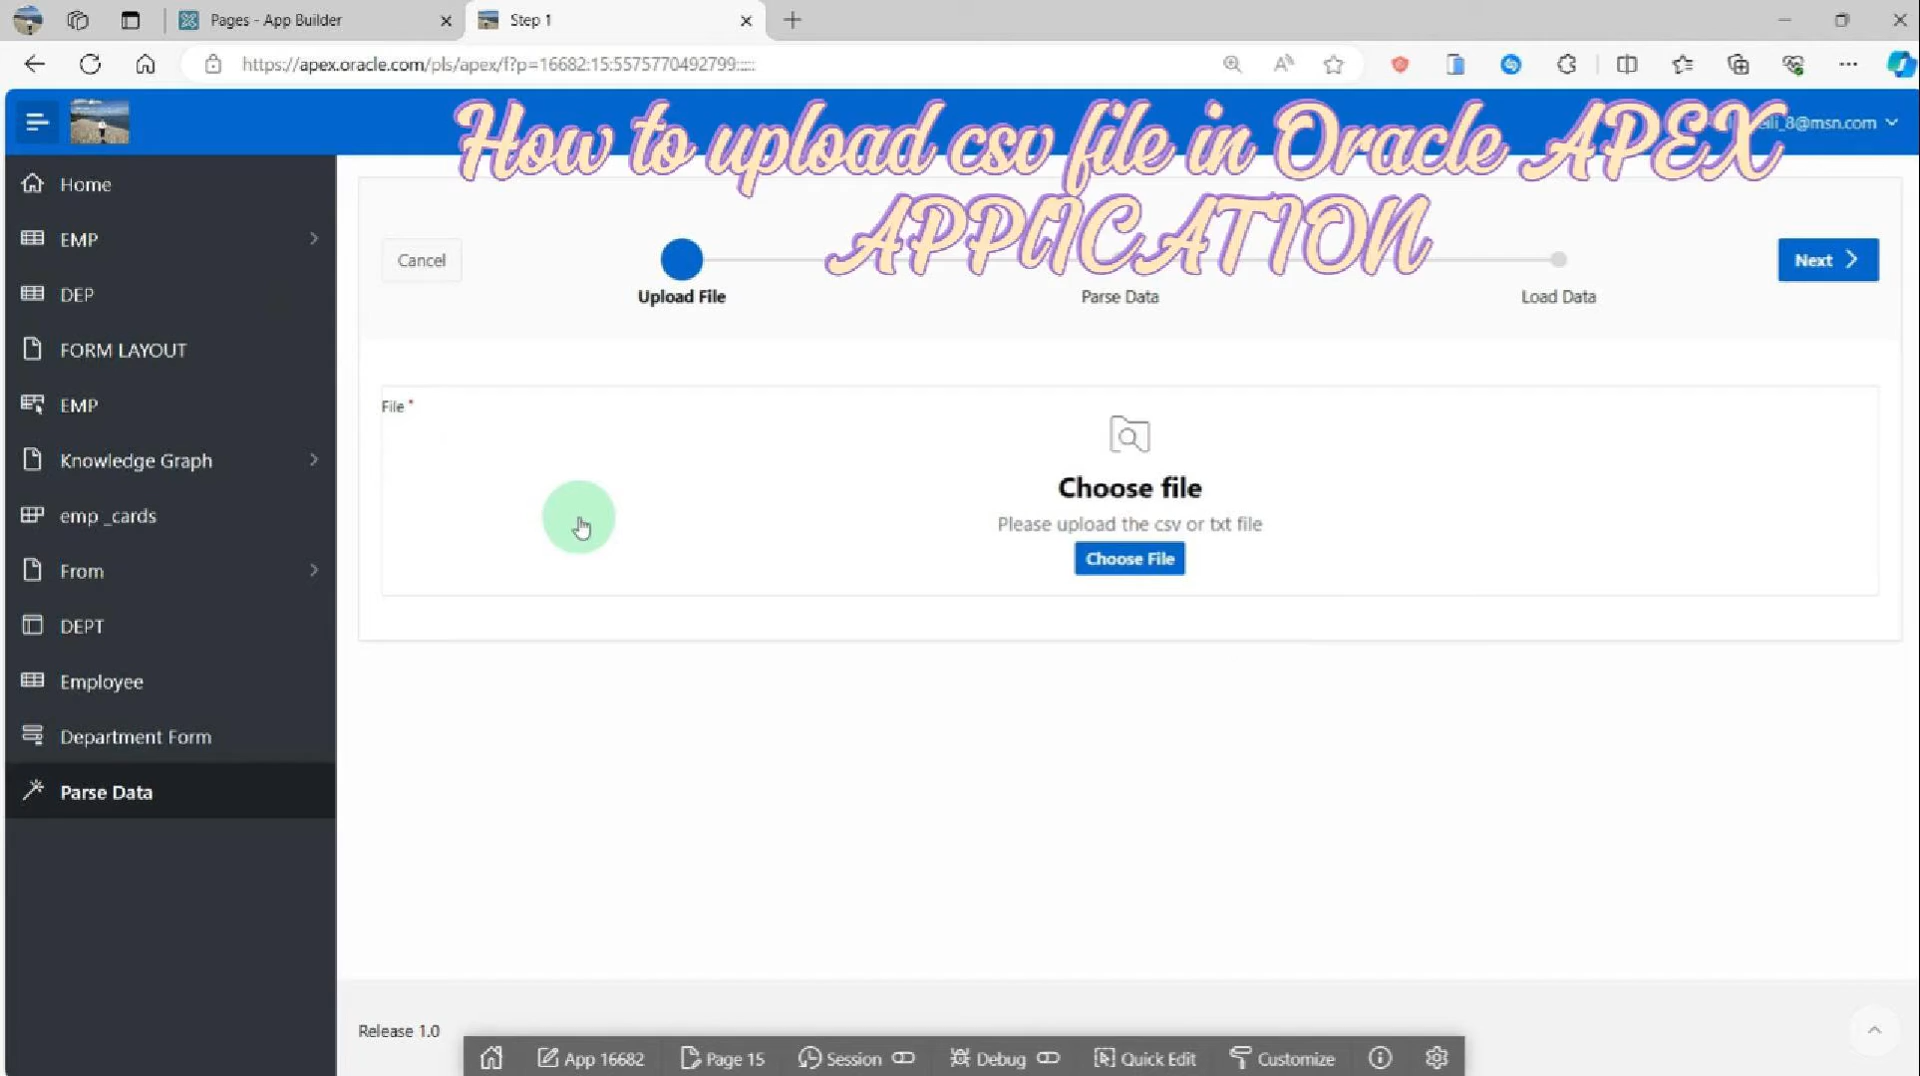 Pages - App Builder
Step 1
https://apex.oracle.com/pls/apex/f?p=16682:15:5575770492799:::::
How to upload csv file in Oracle APEX
APPLICATION
_8@msn.com
Home
EMP
DEP
FORM LAYOUT
EMP
Knowledge Graph
emp _cards
From
DEPT
Employee
Department Form
Parse Data
Cancel
Upload File
Parse Data
Load Data
Next
File *
Choose file
Please upload the csv or txt file
Choose File
Release 1.0
App 16682
Page 15
Session
Debug
Quick Edit
Customize